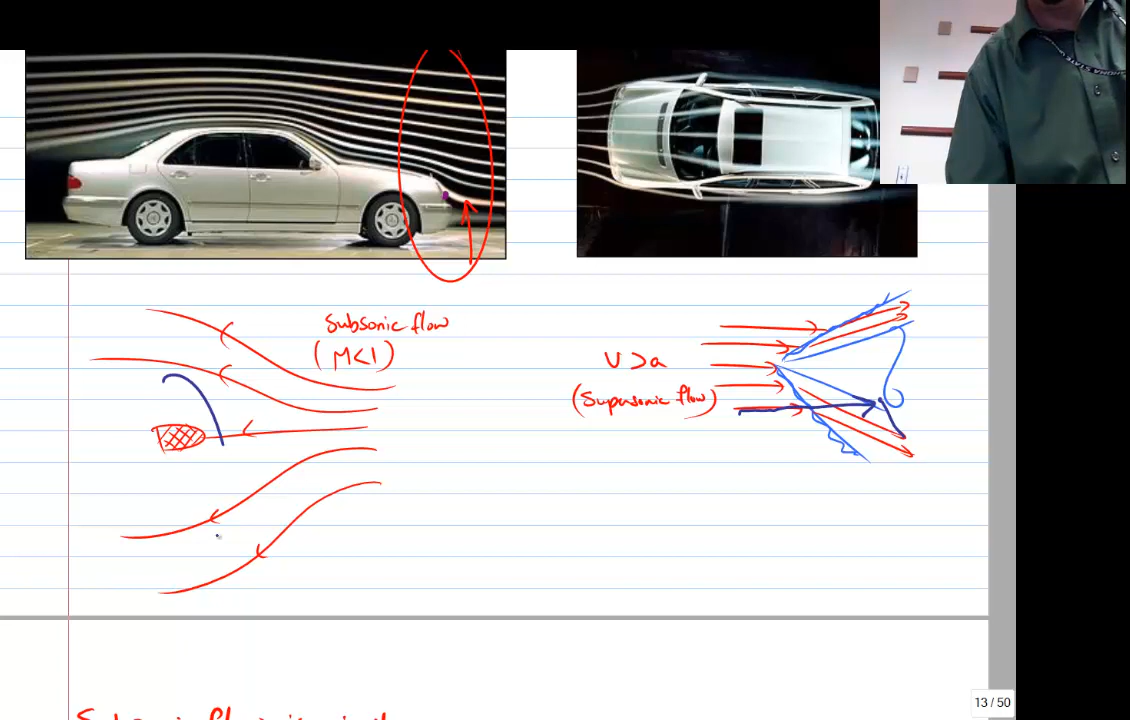 Subsonic flow
(M<1)
V>a
(Supersonic flow)
13 / 50